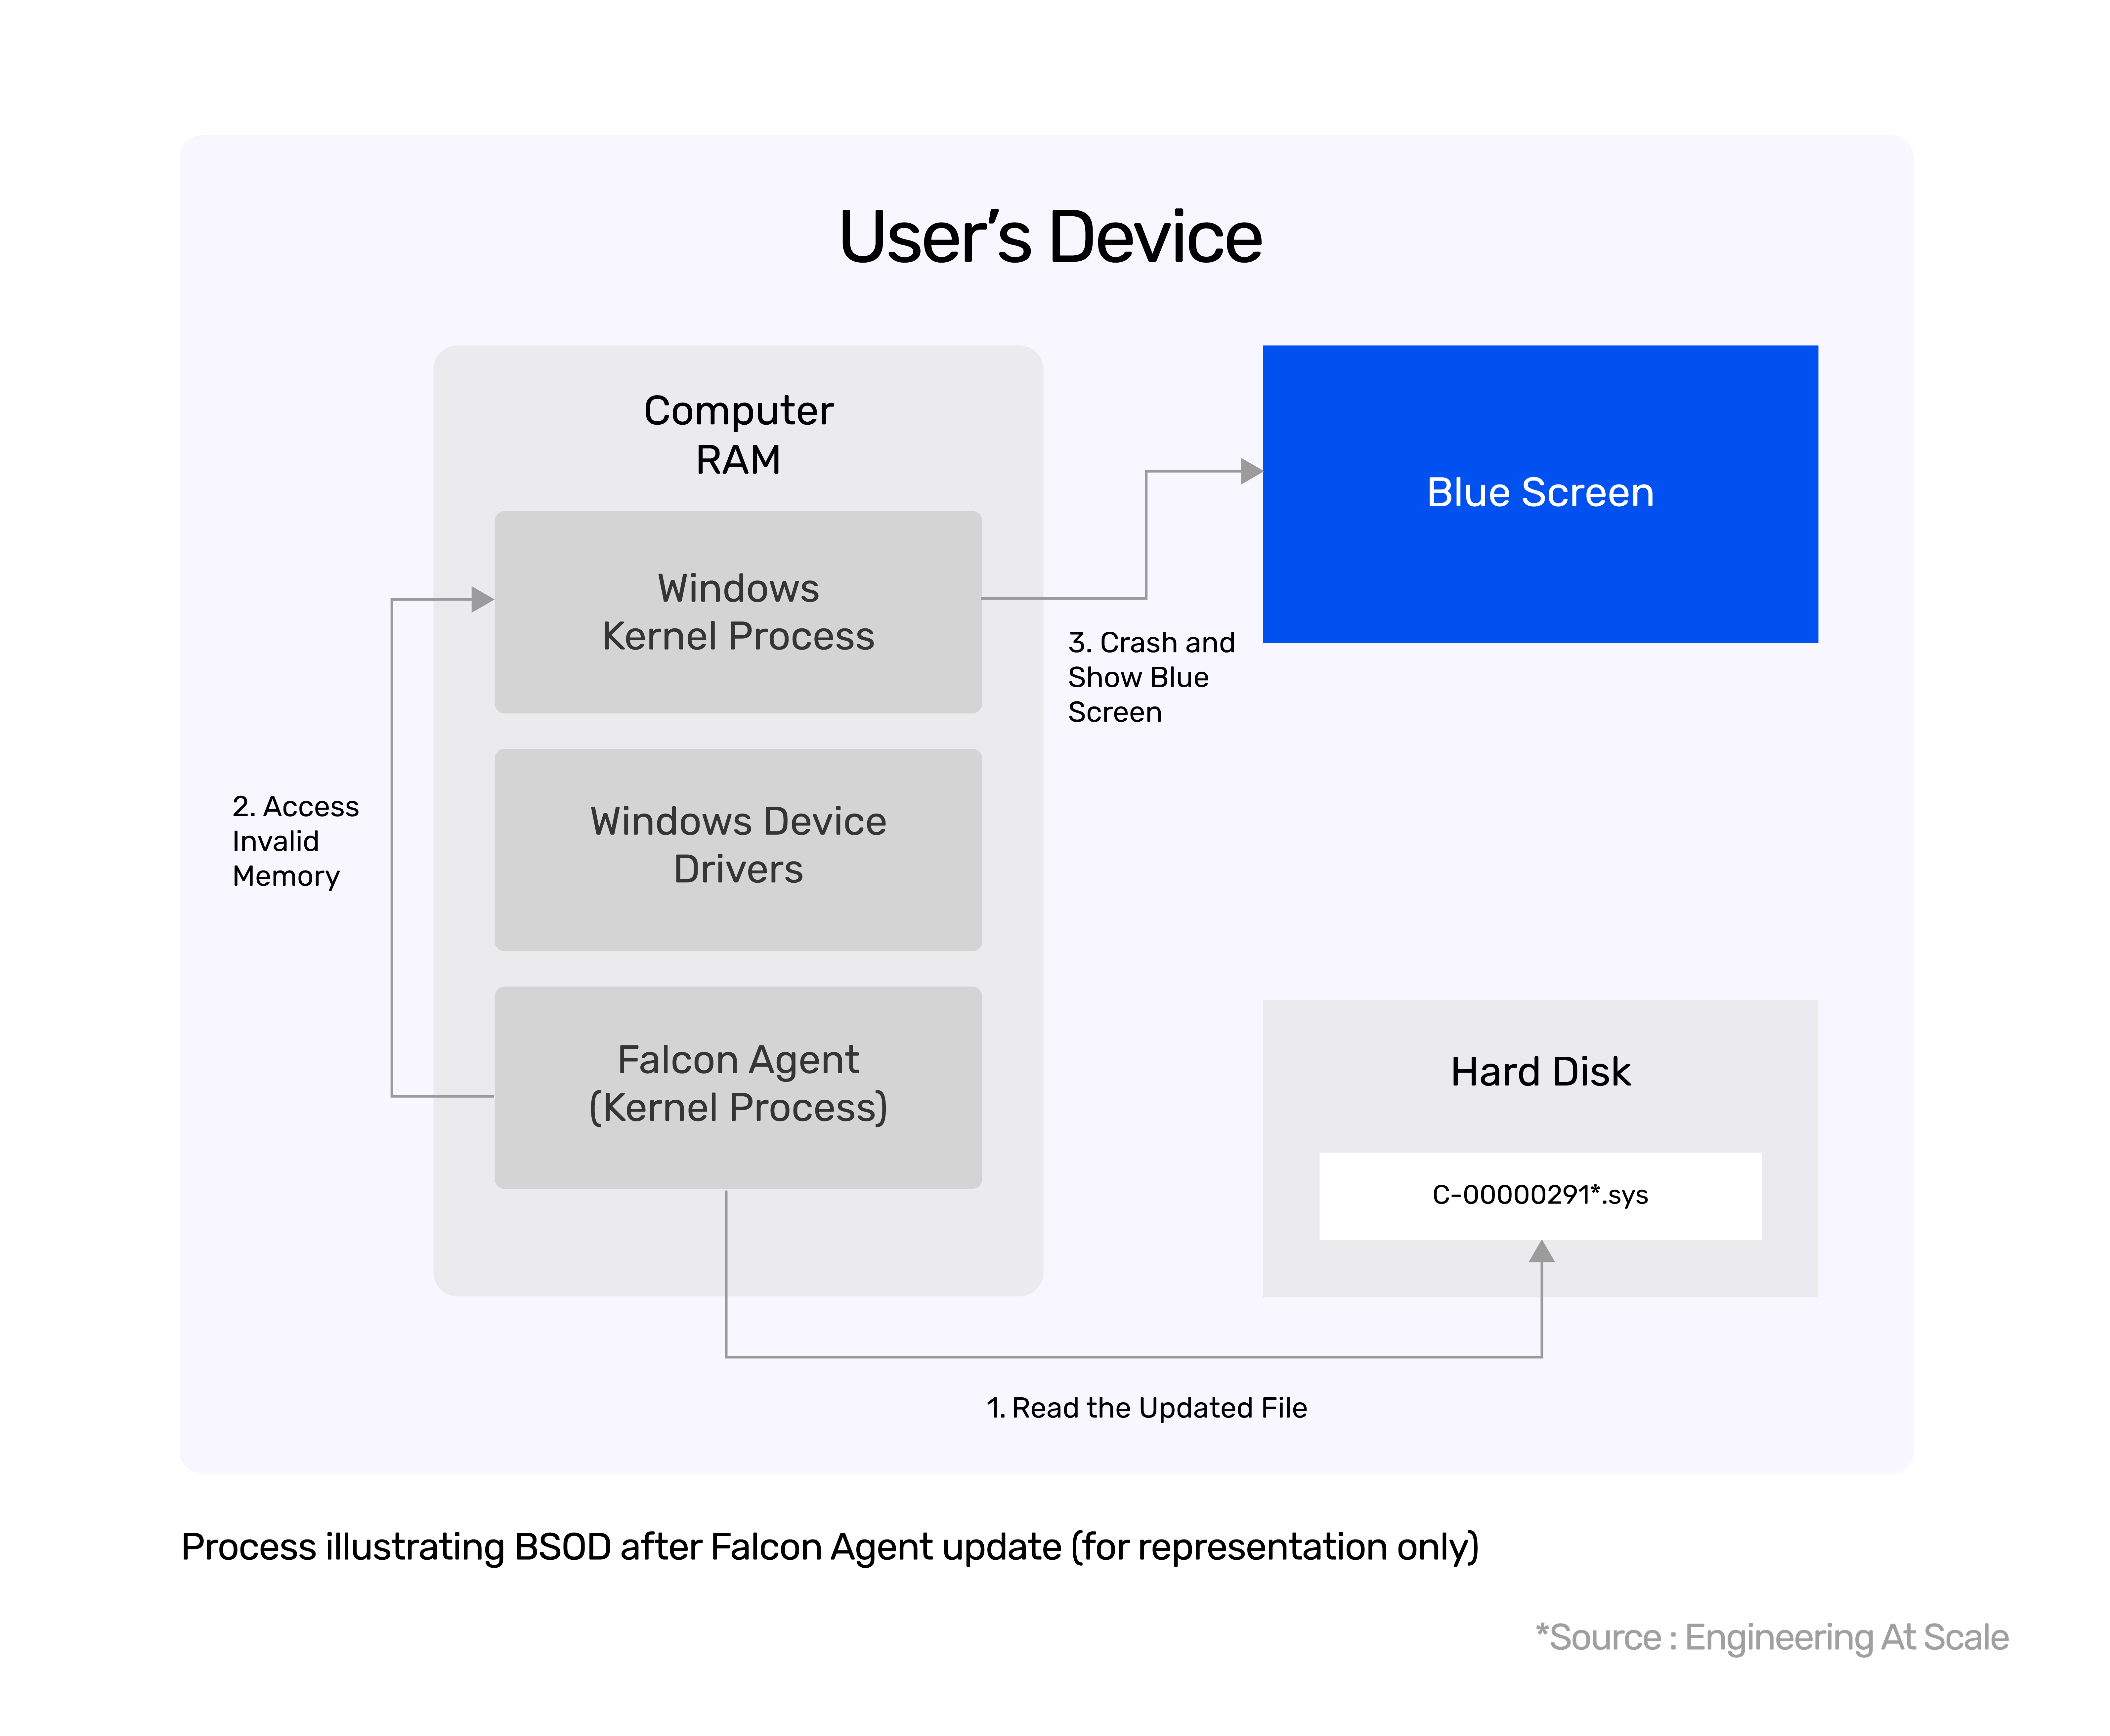 User’s Device
Computer
RAM
Windows
Kernel Process
Windows Device
Drivers
Falcon Agent
(Kernel Process)
2. Access
Invalid
Memory
3. Crash and
Show Blue
Screen
Blue Screen
Hard Disk
C-00000291*.sys
1. Read the Updated File
Process illustrating BSOD after Falcon Agent update (for representation only)
*Source : Engineering At Scale